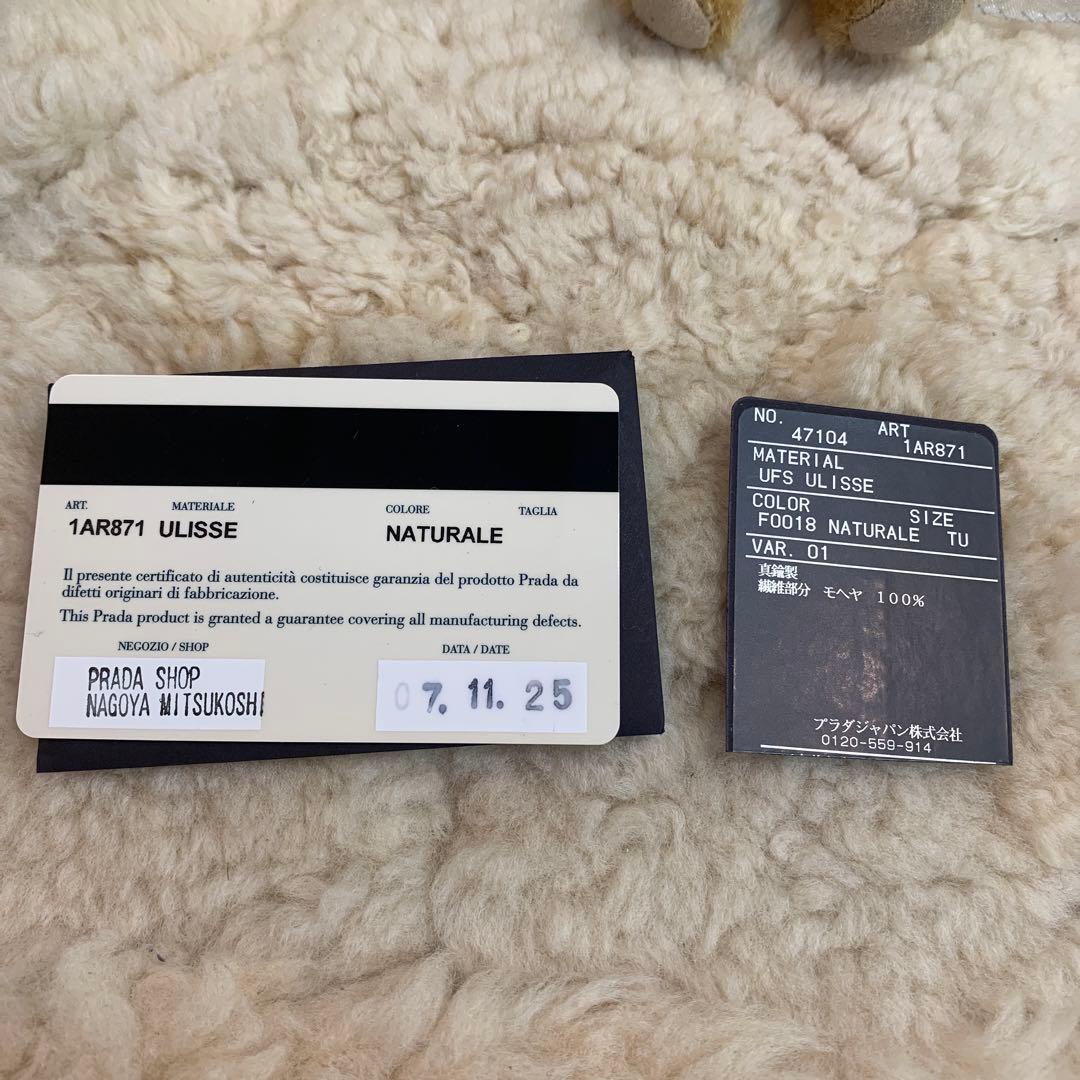 ART. MATERIALE COLORE TAGLIA
1AR871 ULISSE NATURALE
Il presente certificato di autenticità costituisce garanzia del prodotto Prada da
difetti originari di fabbricazione.
This Prada product is granted a guarantee covering all manufacturing defects.
NEGOZIO / SHOP DATA / DATE
PRADA SHOP
NAGOYA MITSUKOSHI
07. 11. 25
NO. ART
47104 1AR871
MATERIAL
UFS ULISSE
COLOR SIZE
F0018 NATURALE TU
VAR. 01
真鍮製
繊維部分 モヘヤ 100%
プラダジャパン株式会社
0120-559-914